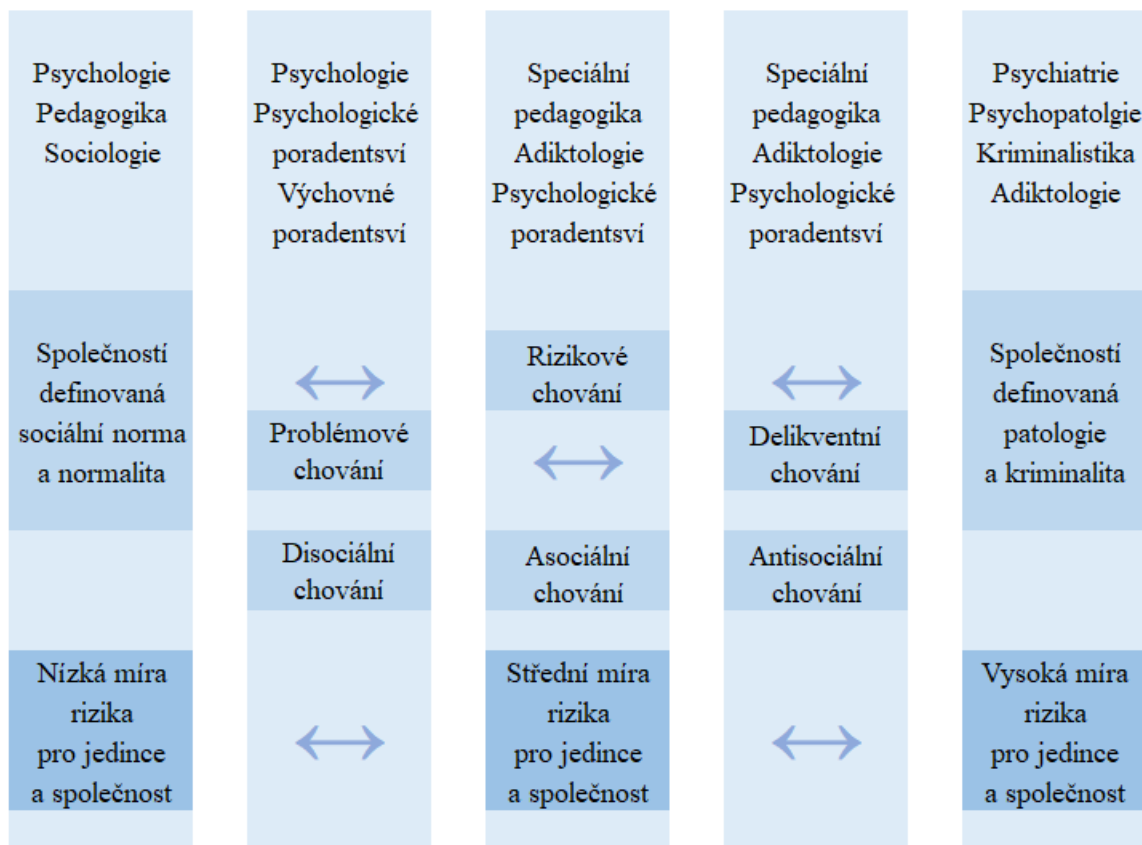 Psychologie
Pedagogika
Sociologie
Psychologie
Psychologické
poradentsví
Výchovné
poradentsví
Speciální
pedagogika
Adiktologie
Psychologické
poradentsví
Speciální
pedagogika
Adiktologie
Psychologické
poradentsví
Psychiatrie
Psychopatolgie
Kriminalistika
Adiktologie
Společností
definovaná
sociální norma
a normalita
Problémové
chování
Rizikové
chování
Delikventní
chování
Společností
definovaná
patologie
a kriminalita
Disociální
chování
Asociální
chování
Antisociální
chování
Nízká míra
rizika
pro jedince
a společnost
Střední míra
rizika
pro jedince
a společnost
Vysoká míra
rizika
pro jedince
a společnost